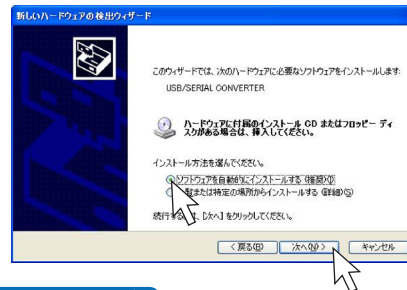 新しいハードウェアの検出ウィザード
このウィザードでは、次のハードウェアに必要なソフトウェアをインストールします:
USB/SERIAL CONVERTER
ハードウェアに付属のインストール CD またはフロッピー ディ
スクがある場合は、挿入してください。
インストール方法を選んでください。
ソフトウェアを自動的にインストールする (推奨)(I)
または特定の場所からインストールする (詳細)(S)
続行するには、[次へ] をクリックしてください。
< 戻る(B)
次へ(N) >
キャンセル